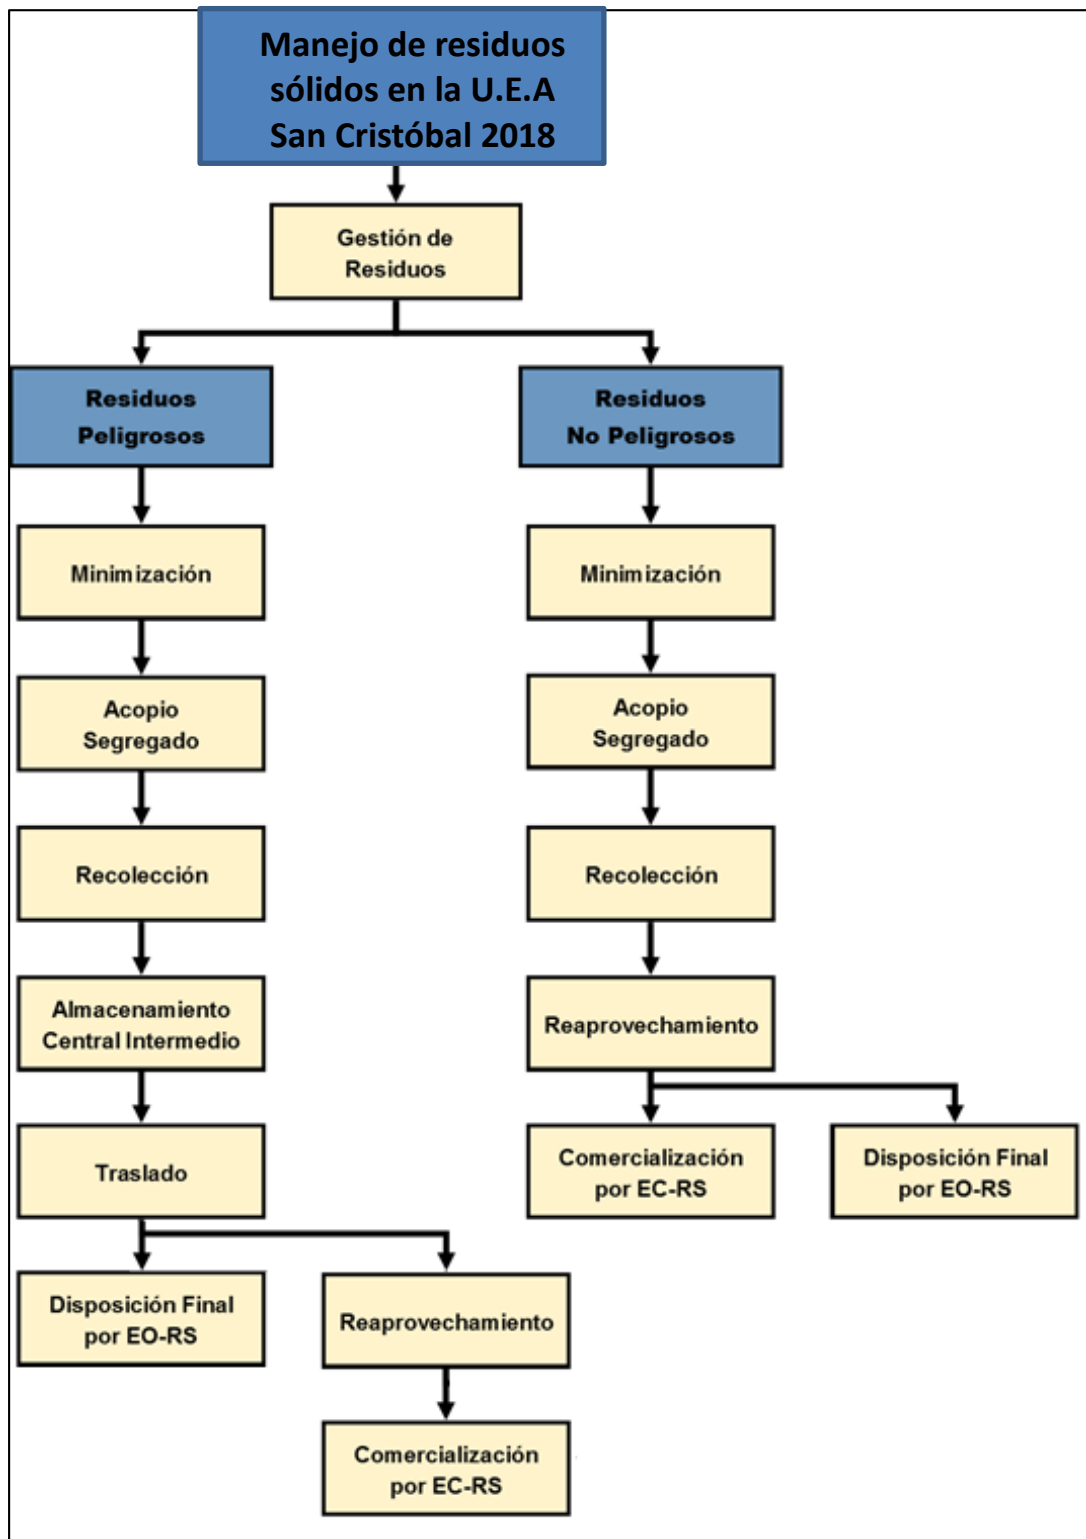 Manejo de residuos
sólidos en la U.E.A
San Cristóbal 2018
Gestión de
Residuos
Residuos
Peligrosos
Minimización
Acopio
Segregado
Recolección
Almacenamiento
Central Intermedio
Traslado
Disposición Final
por EO-RS
Reaprovechamiento
Comercialización
por EC-RS
Residuos
No Peligrosos
Minimización
Acopio
Segregado
Recolección
Reaprovechamiento
Comercialización
por EC-RS
Disposición Final
por EO-RS